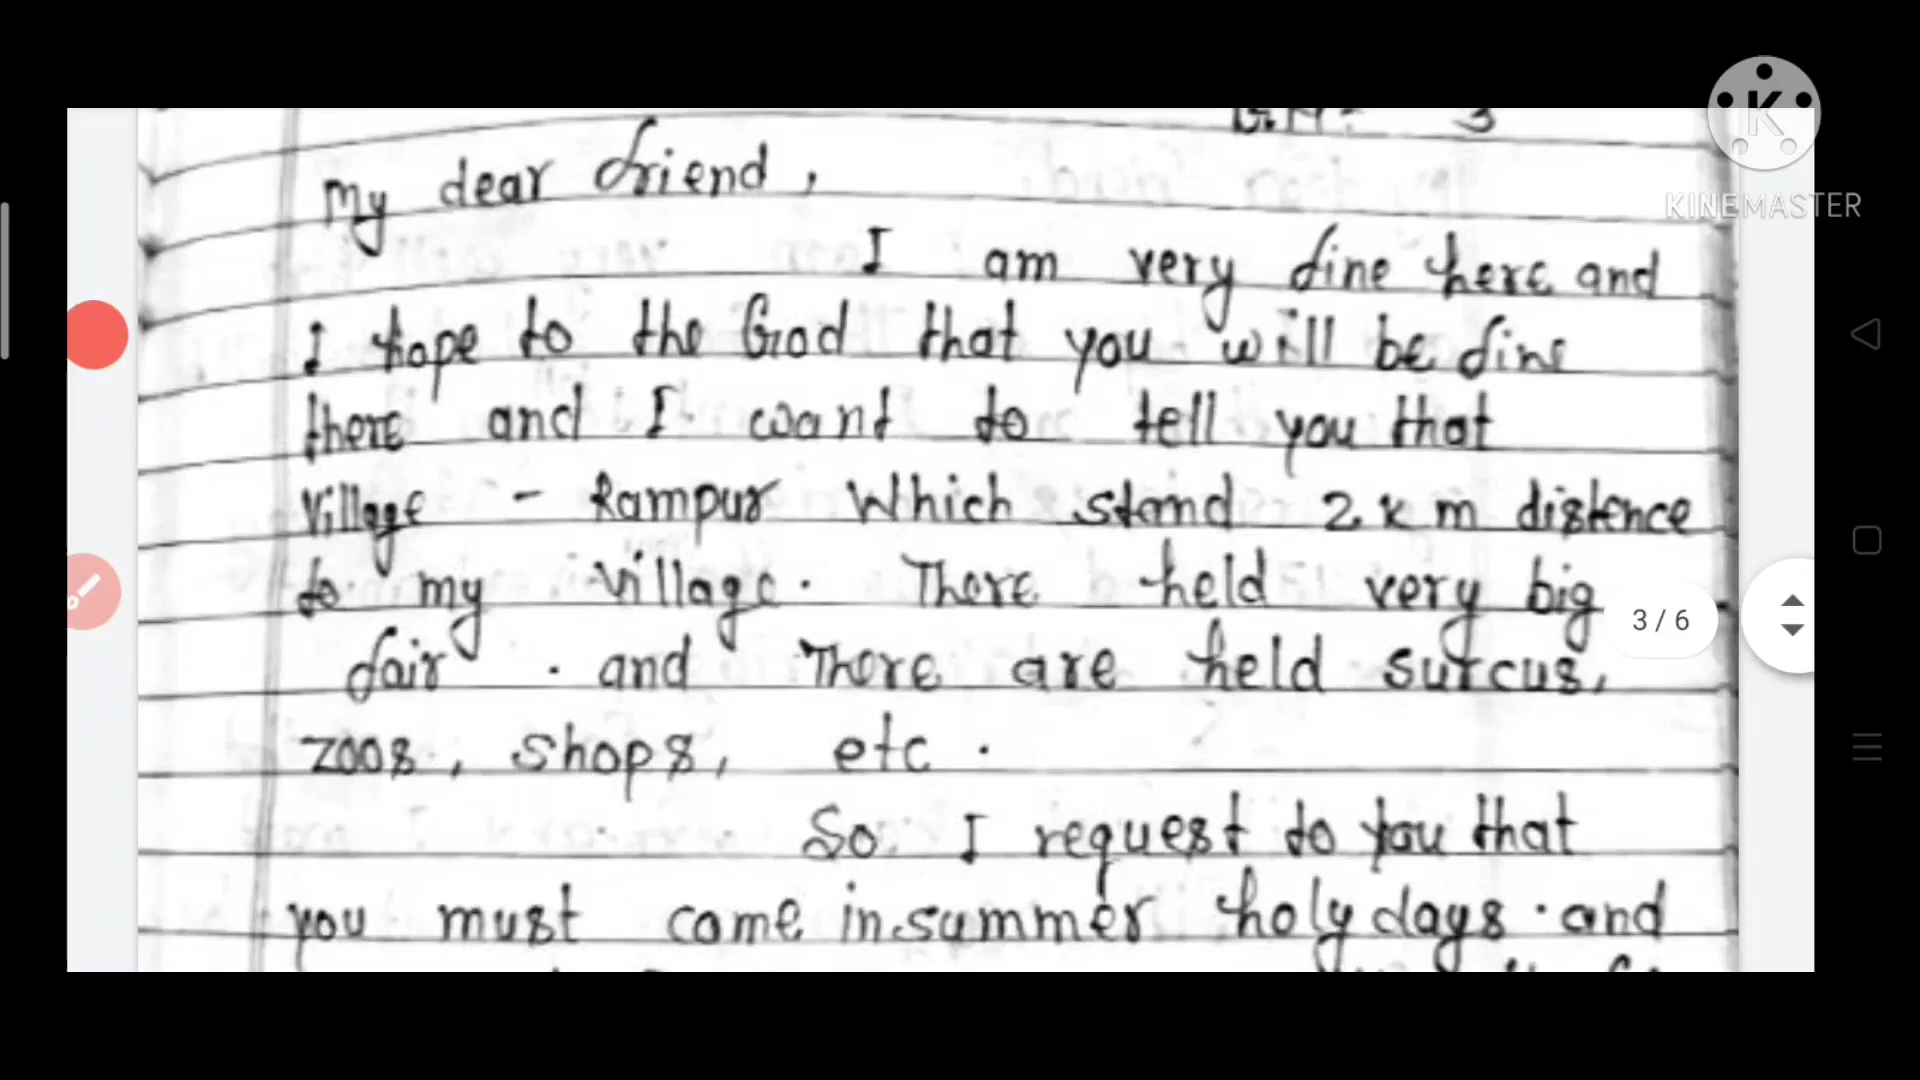 3
My dear friend,
I am very fine here and
I hope to the God that you will be fine
there and I want to tell you that
Village - Rampur Which stand 2 k m distence
to my village. There held very big
fair . and There are held surcus,
zoos, shops, etc .
So I request to you that
you must come in summer holy days . and
KINEMASTER
3 / 6